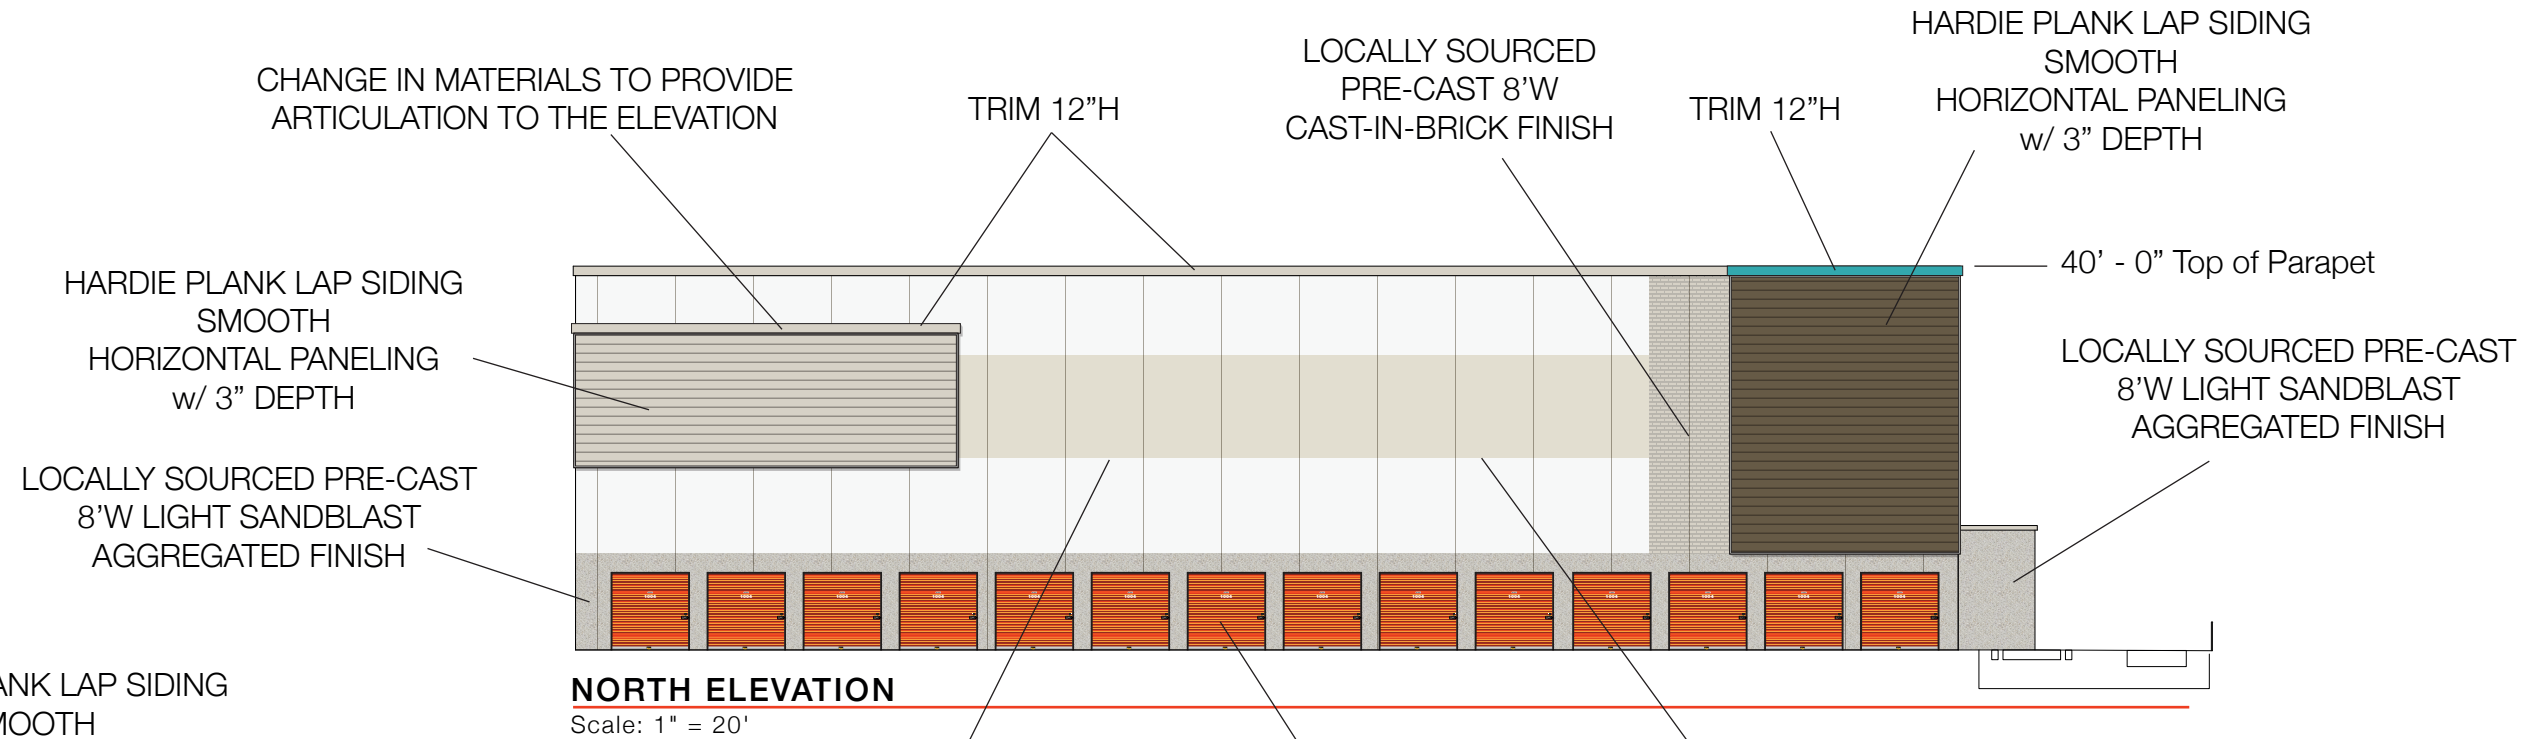 CHANGE IN MATERIALS TO PROVIDE
ARTICULATION TO THE ELEVATION
TRIM 12”H
LOCALLY SOURCED
PRE-CAST 8’W
CAST-IN-BRICK FINISH
TRIM 12”H
HARDIE PLANK LAP SIDING
SMOOTH
HORIZONTAL PANELING
w/ 3” DEPTH
40’ - 0” Top of Parapet
HARDIE PLANK LAP SIDING
SMOOTH
HORIZONTAL PANELING
w/ 3” DEPTH
LOCALLY SOURCED PRE-CAST
8’W LIGHT SANDBLAST
AGGREGATED FINISH
LOCALLY SOURCED PRE-CAST
8’W LIGHT SANDBLAST
AGGREGATED FINISH
ANK LAP SIDING
MOOTH
NORTH ELEVATION
Scale: 1" = 20'